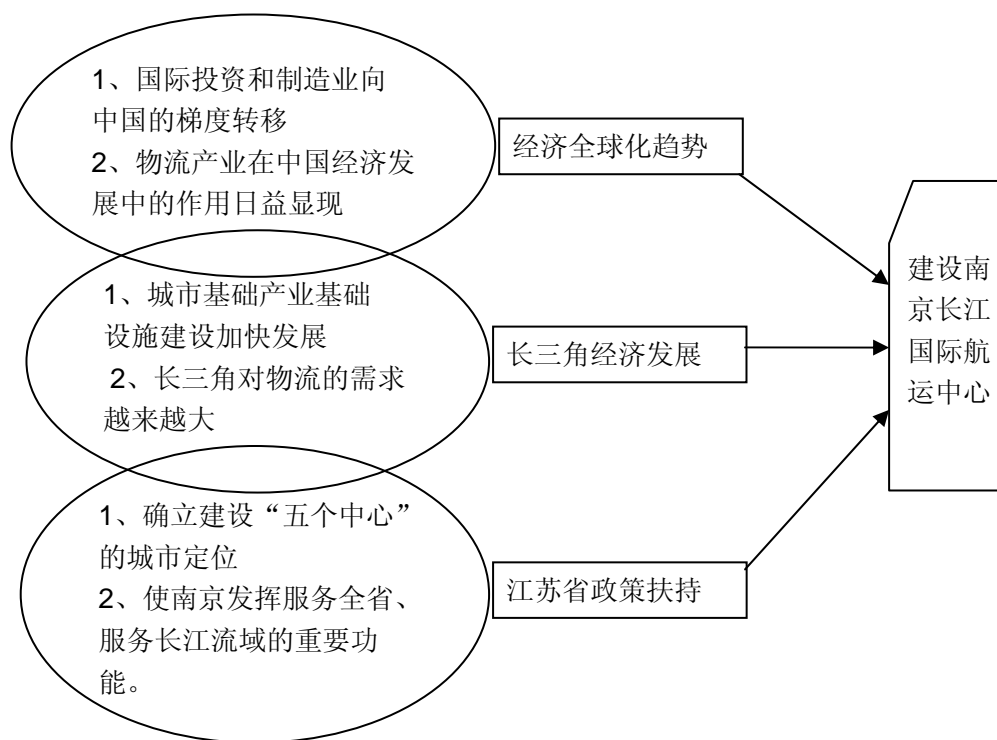 1、国际投资和制造业向
中国的梯度转移
2、物流产业在中国经济发
展中的作用日益显现
经济全球化趋势
1、城市基础产业基础
设施建设加快发展
2、长三角对物流的需求
越来越大
长三角经济发展
1、确立建设“五个中心”
的城市定位
2、使南京发挥服务全省、
服务长江流域的重要功
能。
江苏省政策扶持
建设南
京长江
国际航
运中心